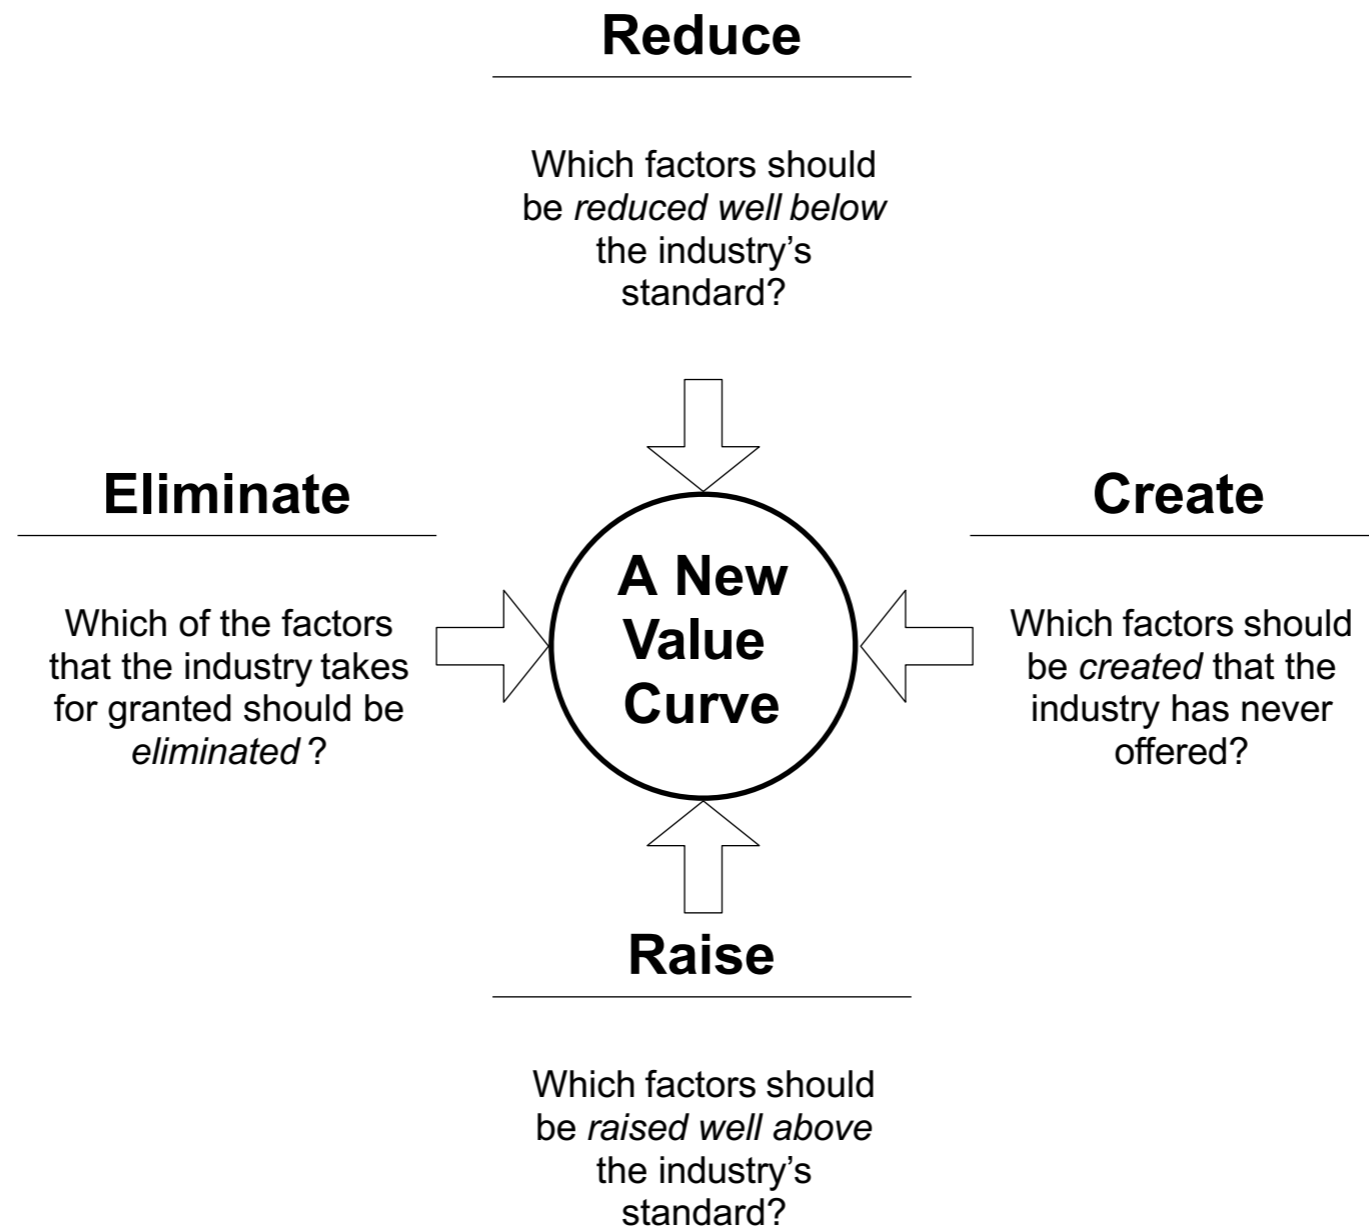 Reduce
Which factors should
be reduced well below
the industry’s
standard?
Eliminate
Which of the factors
that the industry takes
for granted should be
eliminated ?
A New
Value
Curve
Create
Which factors should
be created that the
industry has never
offered?
Raise
Which factors should
be raised well above
the industry’s
standard?